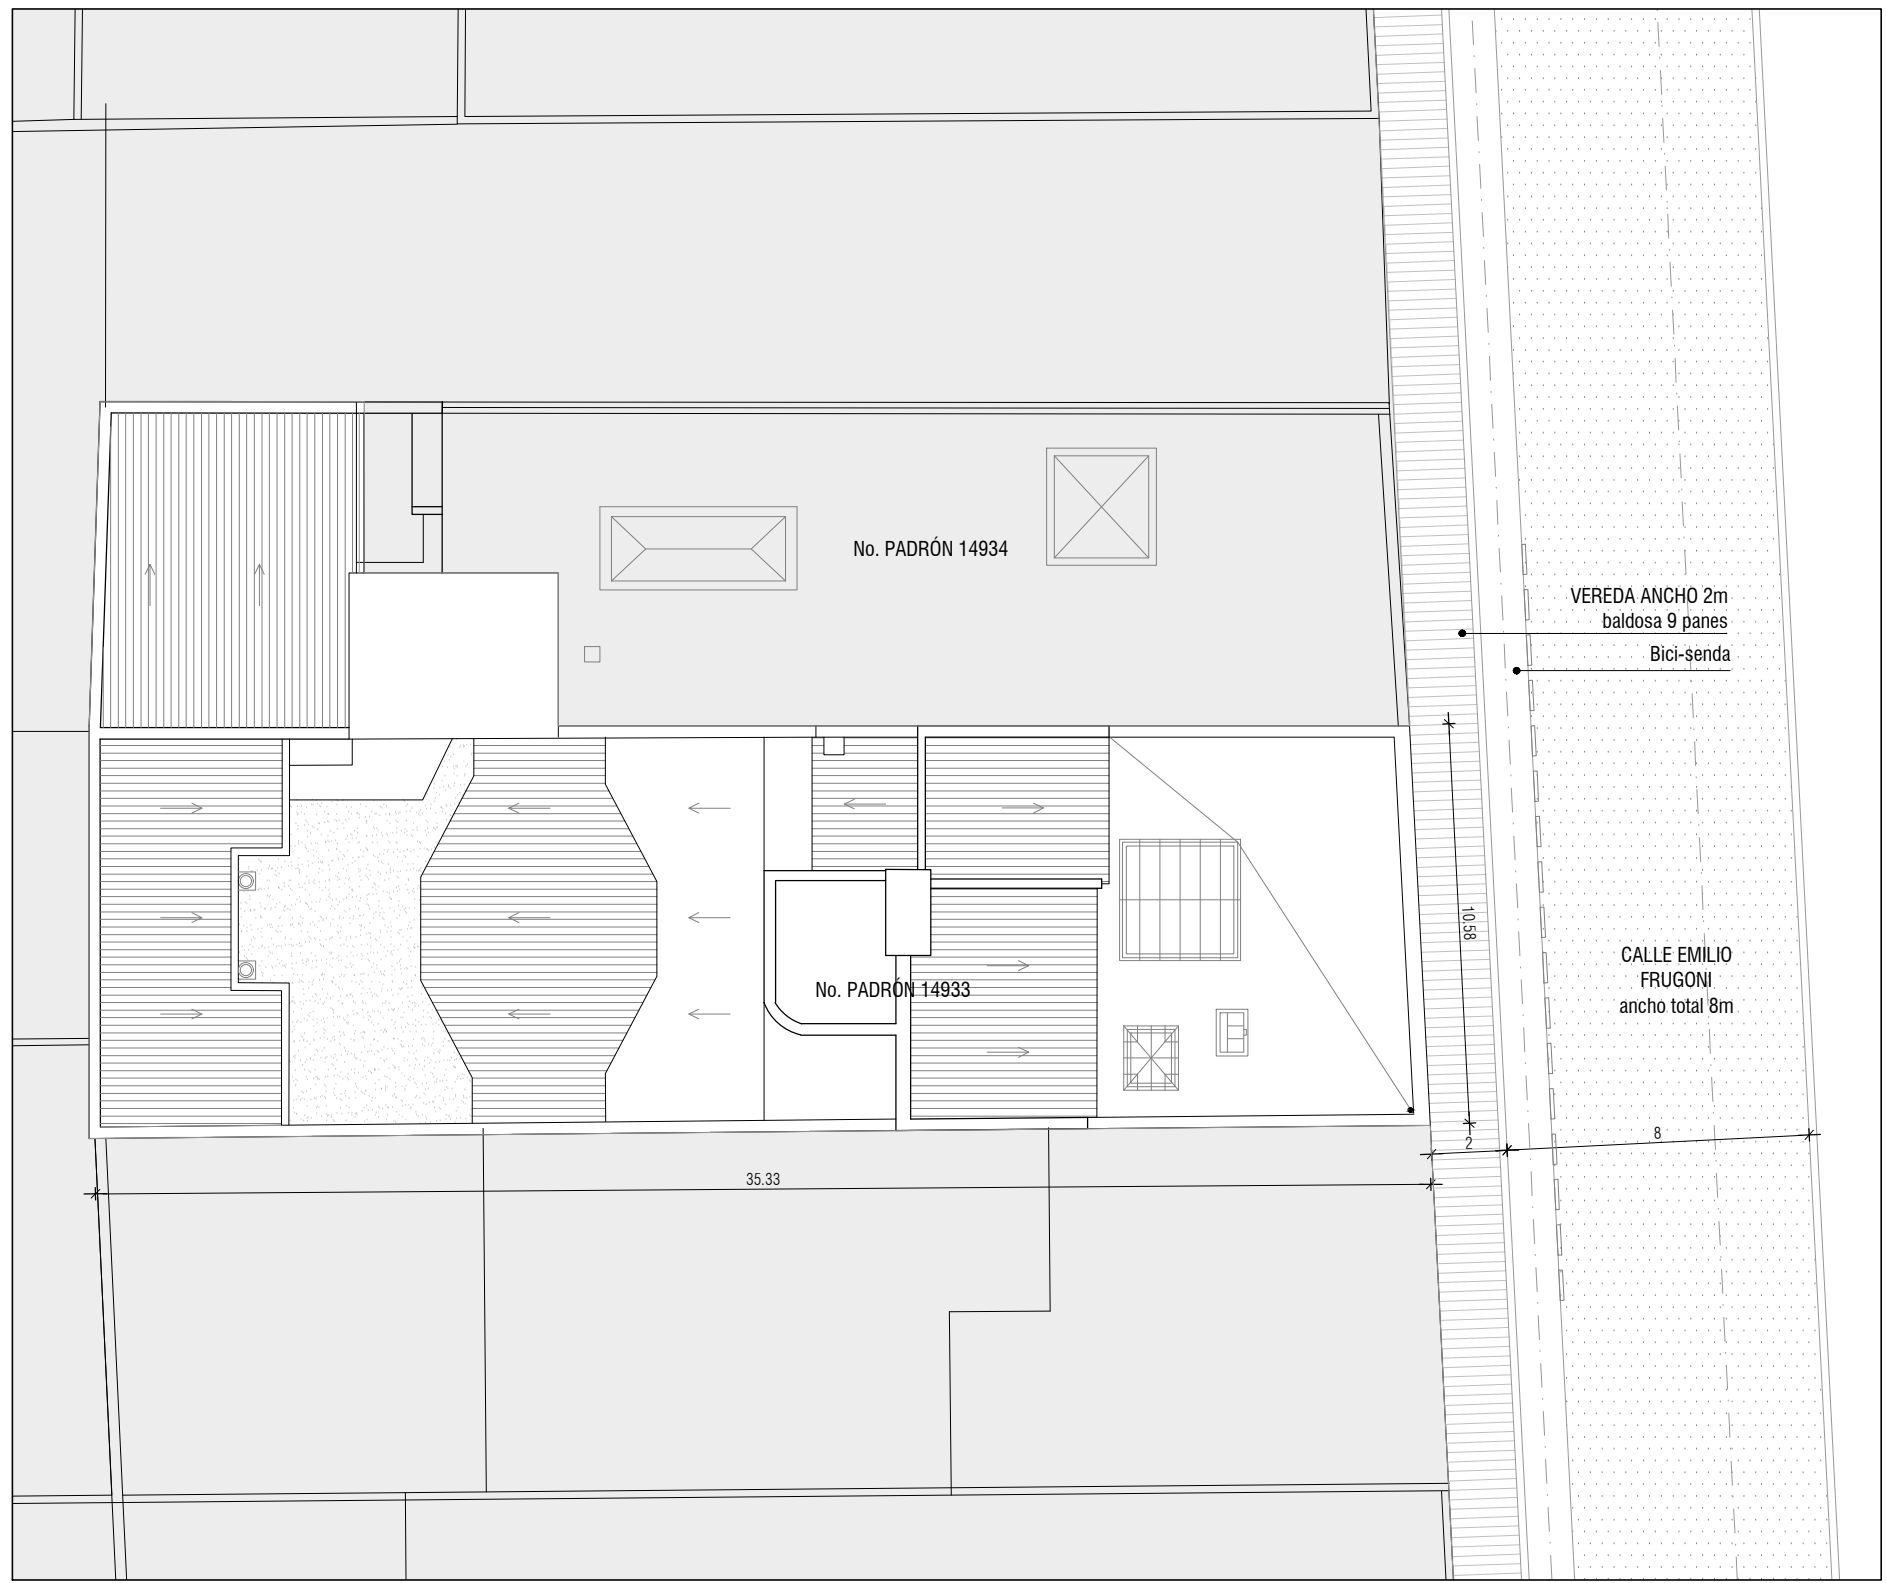 No. PADRÓN 14934
VEREDA ANCHO 2m
baldosa 9 panes
Bici-senda
10.58
CALLE EMILIO
FRUGONI
ancho total 8m
No. PADRÓN 14933
2
8
35.33